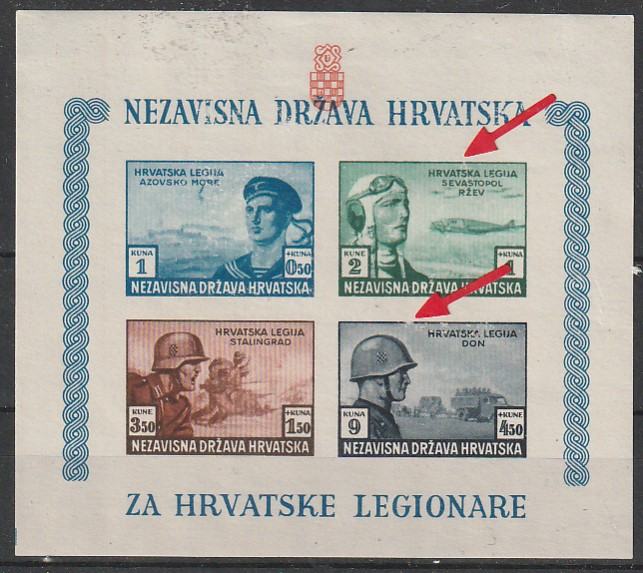 NEZAVISNA DRŽAVA HRVATSKA
HRVATSKA LEGIJA
AZOVSKO MORE
KUNA
1
+KUNA
0.50
NEZAVISNA DRŽAVA HRVATSKA
HRVATSKA LEGIJA
SEVASTOPOL
RŽEV
KUNE
2
+KUNA
1
NEZAVISNA DRŽAVA HRVATSKA
HRVATSKA LEGIJA
STALINGRAD
KUNE
3.50
+KUNA
1.50
NEZAVISNA DRŽAVA HRVATSKA
HRVATSKA LEGIJA
DON
KUNA
9
+KUNE
4.50
NEZAVISNA DRŽAVA HRVATSKA
ZA HRVATSKE LEGIONARE